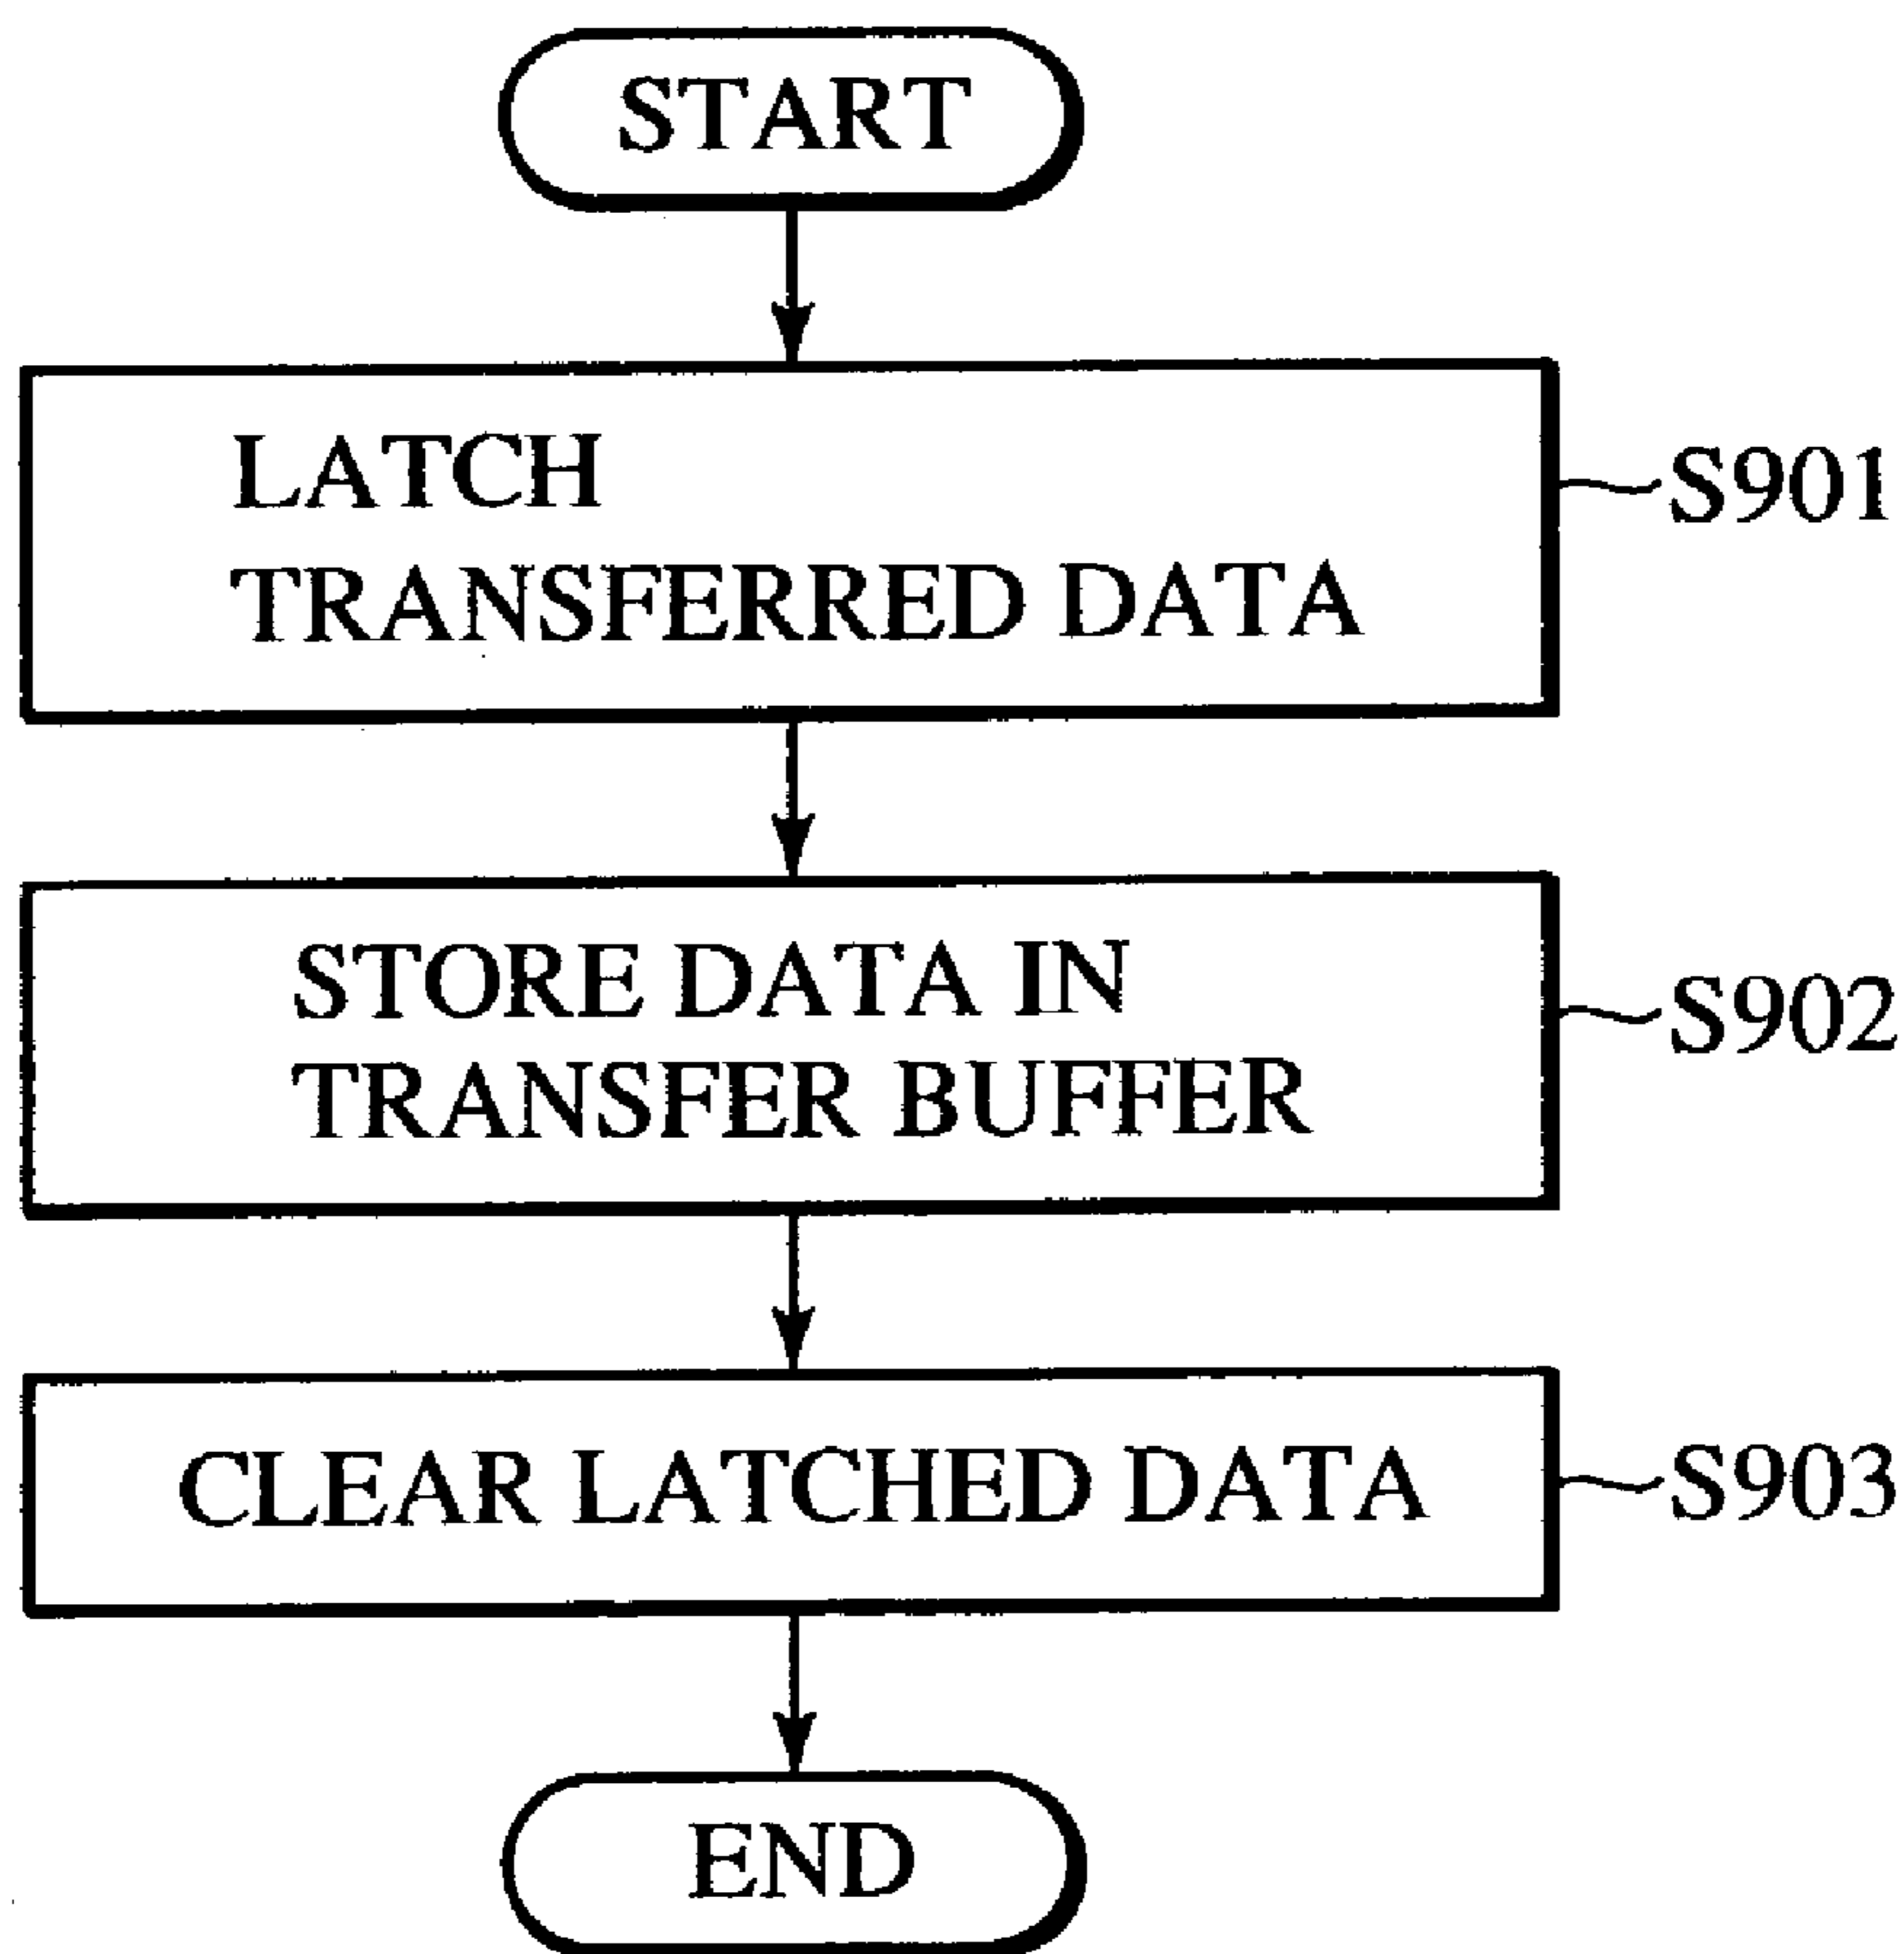 START
LATCH
TRANSFERRED DATA
S901
STORE DATA IN
TRANSFER BUFFER
S902
CLEAR LATCHED DATA
S903
END